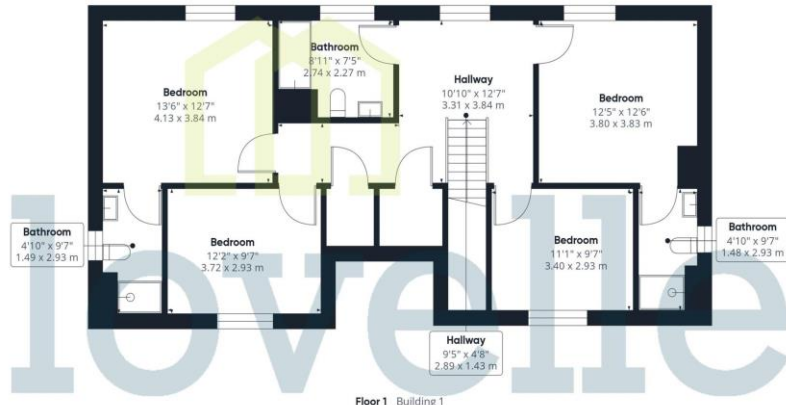 Bedroom
13'6" x 12'7"
4.13 x 3.84 m
Bathroom
8'11" x 7'5"
2.74 x 2.27 m
Hallway
10'10" x 12'7"
3.31 x 3.84 m
Bedroom
12'5" x 12'6"
3.80 x 3.83 m
Bathroom
4'10" x 9'7"
1.49 x 2.93 m
Bedroom
12'2" x 9'7"
3.72 x 2.93 m
Bedroom
11'1" x 9'7"
3.40 x 2.93 m
Bathroom
4'10" x 9'7"
1.48 x 2.93 m
Hallway
9'5" x 4'8"
2.89 x 1.43 m
lovelle
Floor 1 Building 1